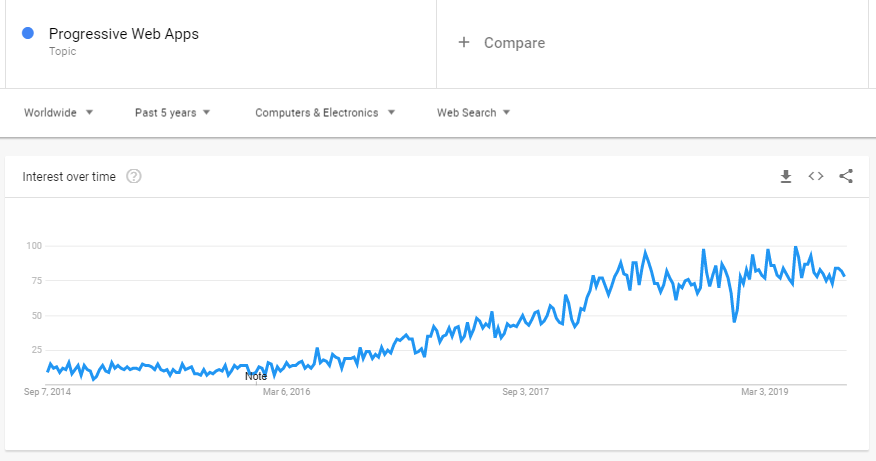 Progressive Web Apps
Topic
+ Compare
Worldwide Past 5 years Computers & Electronics Web Search
Interest over time ?
100
75
50
25
Note
Sep 7, 2014 Mar 6, 2016 Sep 3, 2017 Mar 3, 2019